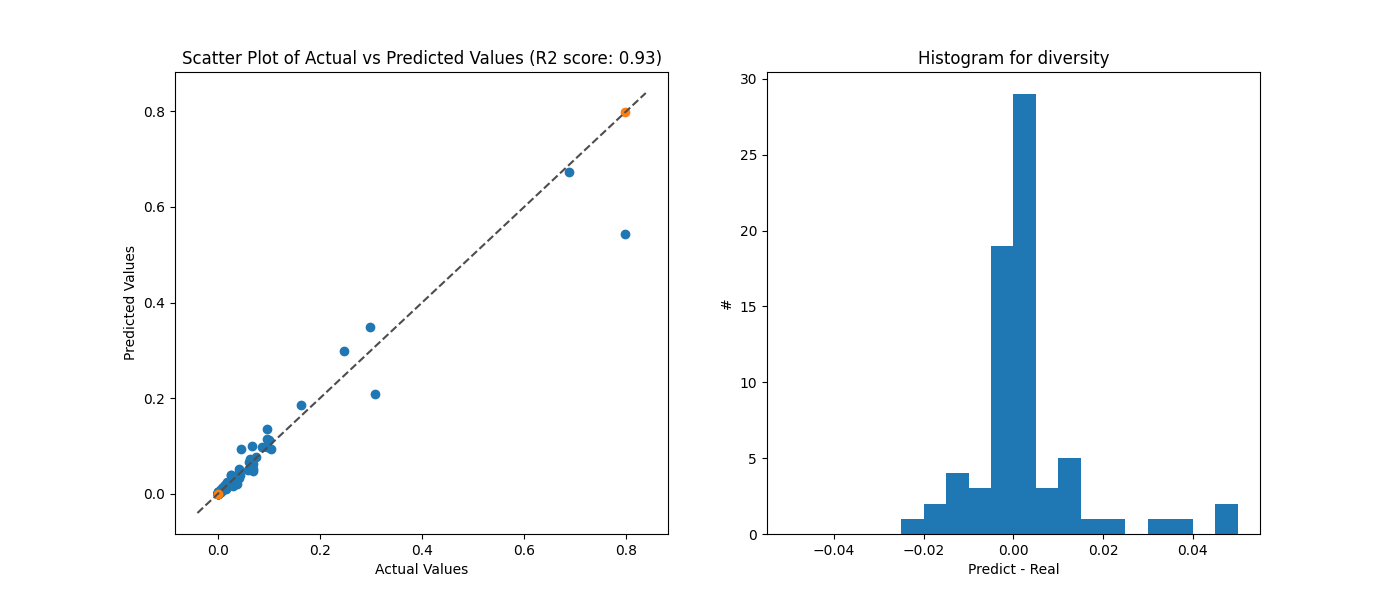 Scatter Plot of Actual vs Predicted Values (R2 score: 0.93)
Predicted Values
0.8
0.6
0.4
0.2
0.0
0.0 0.2 0.4 0.6 0.8
Actual Values
Histogram for diversity
#
30
25
20
15
10
5
0
−0.04 −0.02 0.00 0.02 0.04
Predict - Real